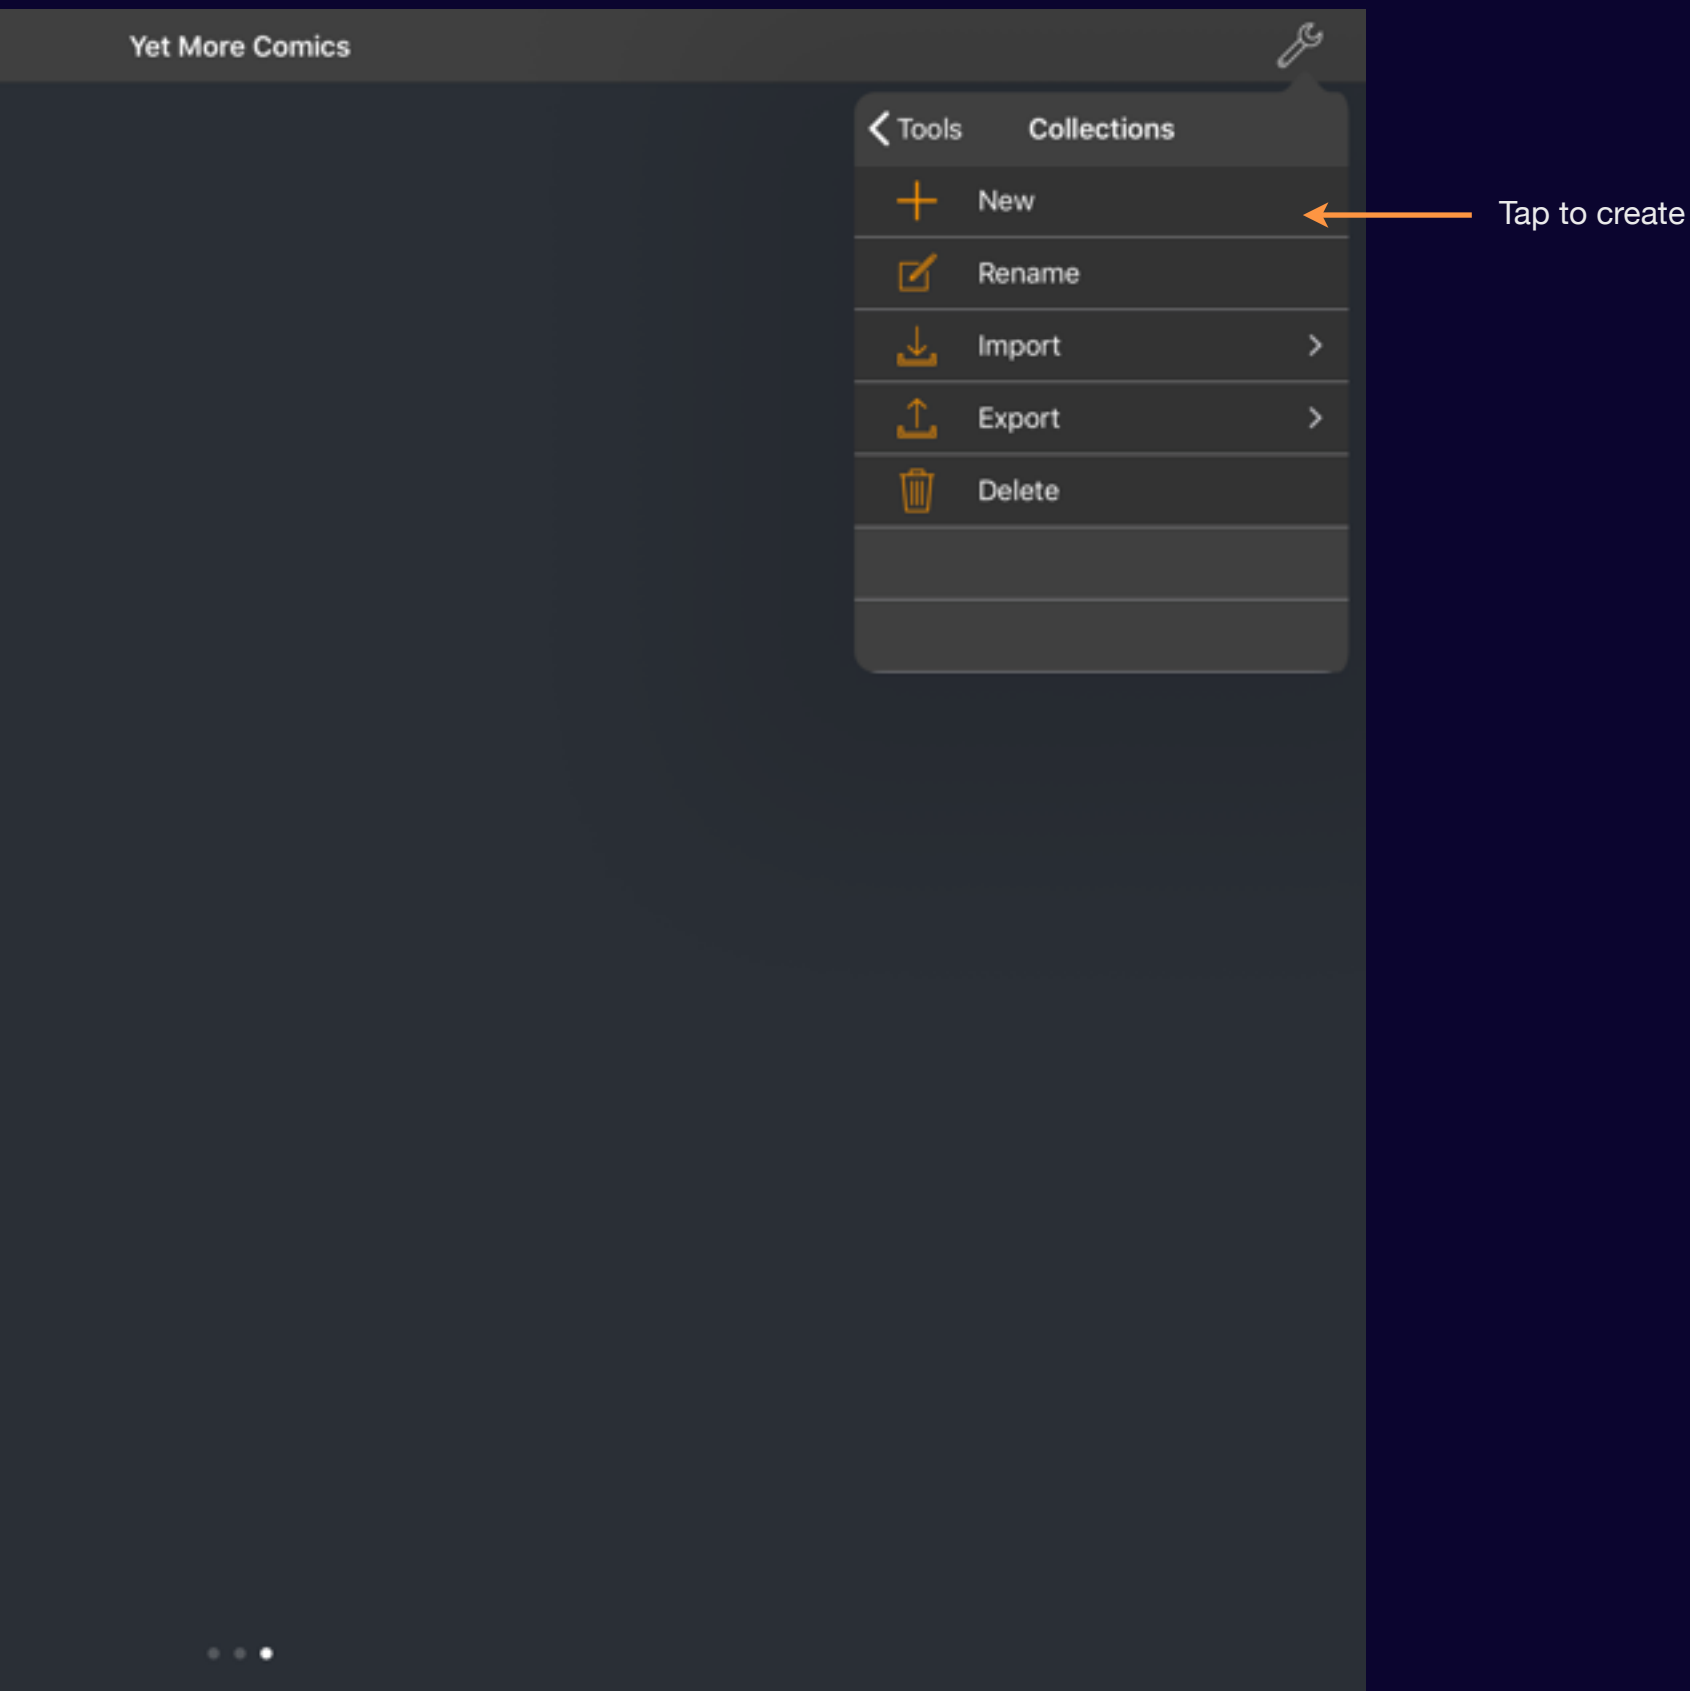 Yet More Comics
Tools Collections
New
Tap to create
Rename
Import
Export
Delete